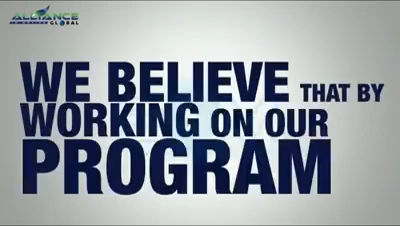 ALLIANCE
GLOBAL
WE BELIEVE THAT BY
WORKING ON OUR
PROGRAM